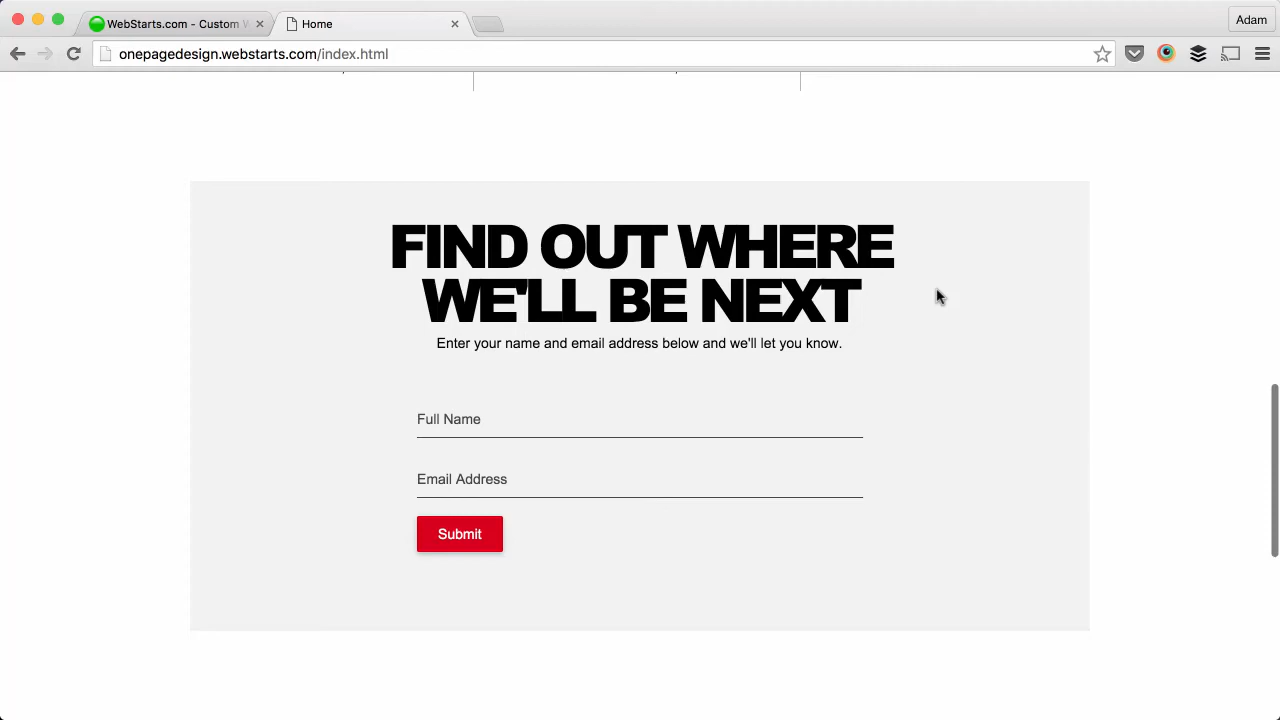 WebStarts.com - Custom W
Home
Adam
onepagedesign.webstarts.com/index.html
FIND OUT WHERE
WE'LL BE NEXT
Enter your name and email address below and we'll let you know.
Full Name
Email Address
Submit